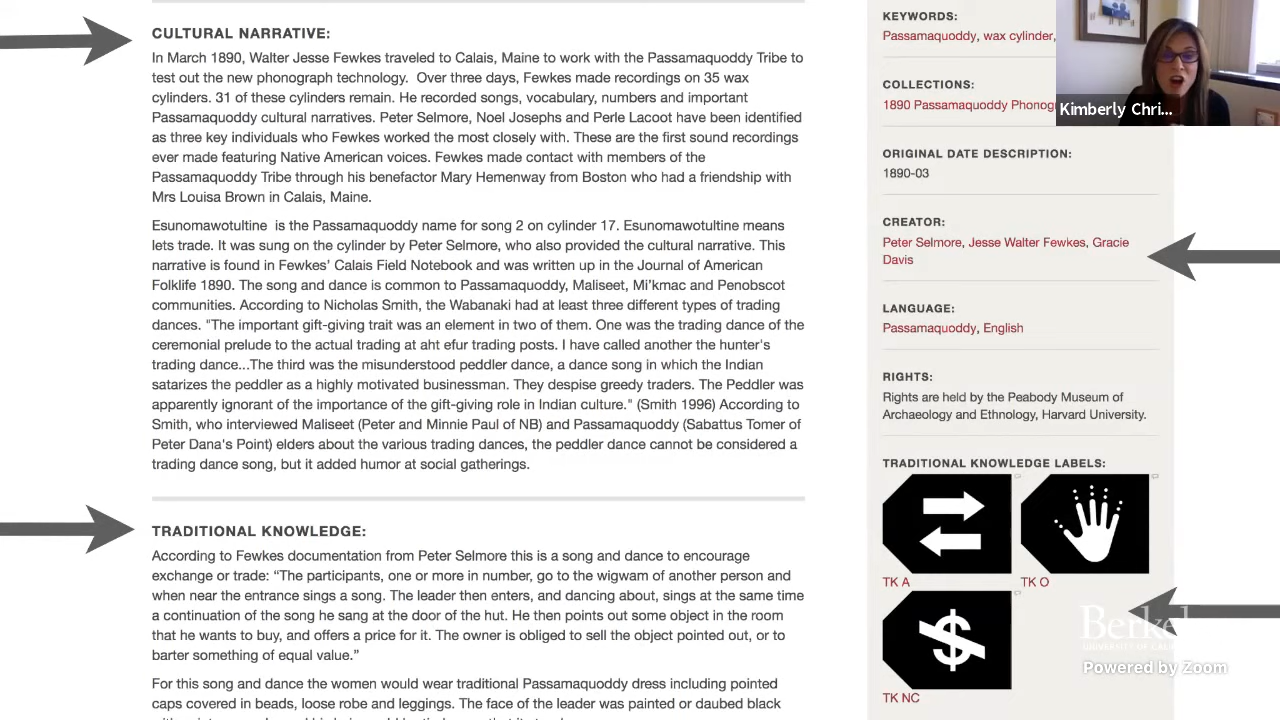 CULTURAL NARRATIVE:
In March 1890, Walter Jesse Fewkes traveled to Calais, Maine to work with the Passamaquoddy Tribe to
test out the new phonograph technology.  Over three days, Fewkes made recordings on 35 wax
cylinders. 31 of these cylinders remain. He recorded songs, vocabulary, numbers and important
Passamaquoddy cultural narratives. Peter Selmore, Noel Josephs and Perle Lacoot have been identified
as three key individuals who Fewkes worked the most closely with. These are the first sound recordings
ever made featuring Native American voices. Fewkes made contact with members of the
Passamaquoddy Tribe through his benefactor Mary Hemenway from Boston who had a friendship with
Mrs Louisa Brown in Calais, Maine.
Esunomawotultine  is the Passamaquoddy name for song 2 on cylinder 17. Esunomawotultine means
lets trade. It was sung on the cylinder by Peter Selmore, who also provided the cultural narrative. This
narrative is found in Fewkes' Calais Field Notebook and was written up in the Journal of American
Folklife 1890. The song and dance is common to Passamaquoddy, Maliseet, Mi'kmac and Penobscot
communities. According to Nicholas Smith, the Wabanaki had at least three different types of trading
dances. "The important gift-giving trait was an element in two of them. One was the trading dance of the
ceremonial prelude to the actual trading at aht efur trading posts. I have called another the hunter's
trading dance...The third was the misunderstood peddler dance, a dance song in which the Indian
satarizes the peddler as a highly motivated businessman. They despise greedy traders. The Peddler was
apparently ignorant of the importance of the gift-giving role in Indian culture." (Smith 1996) According to
Smith, who interviewed Maliseet (Peter and Minnie Paul of NB) and Passamaquoddy (Sabattus Tomer of
Peter Dana's Point) elders about the various trading dances, the peddler dance cannot be considered a
trading dance song, but it added humor at social gatherings.
TRADITIONAL KNOWLEDGE:
According to Fewkes documentation from Peter Selmore this is a song and dance to encourage
exchange or trade: “The participants, one or more in number, go to the wigwam of another person and
when near the entrance sings a song. The leader then enters, and dancing about, sings at the same time
a continuation of the song he sang at the door of the hut. He then points out some object in the room
that he wants to buy, and offers a price for it. The owner is obliged to sell the object pointed out, or to
barter something of equal value.”
For this song and dance the women would wear traditional Passamaquoddy dress including pointed
caps covered in beads, loose robe and leggings. The face of the leader was painted or daubed black
KEYWORDS:
Passamaquoddy, wax cylinder,
COLLECTIONS:
1890 Passamaquoddy Phonog
Kimberly Chri...
ORIGINAL DATE DESCRIPTION:
1890-03
CREATOR:
Peter Selmore, Jesse Walter Fewkes, Gracie
Davis
LANGUAGE:
Passamaquoddy, English
RIGHTS:
Rights are held by the Peabody Museum of
Archaeology and Ethnology, Harvard University.
TRADITIONAL KNOWLEDGE LABELS:
TK A
TK O
TK NC
Powered by Zoom